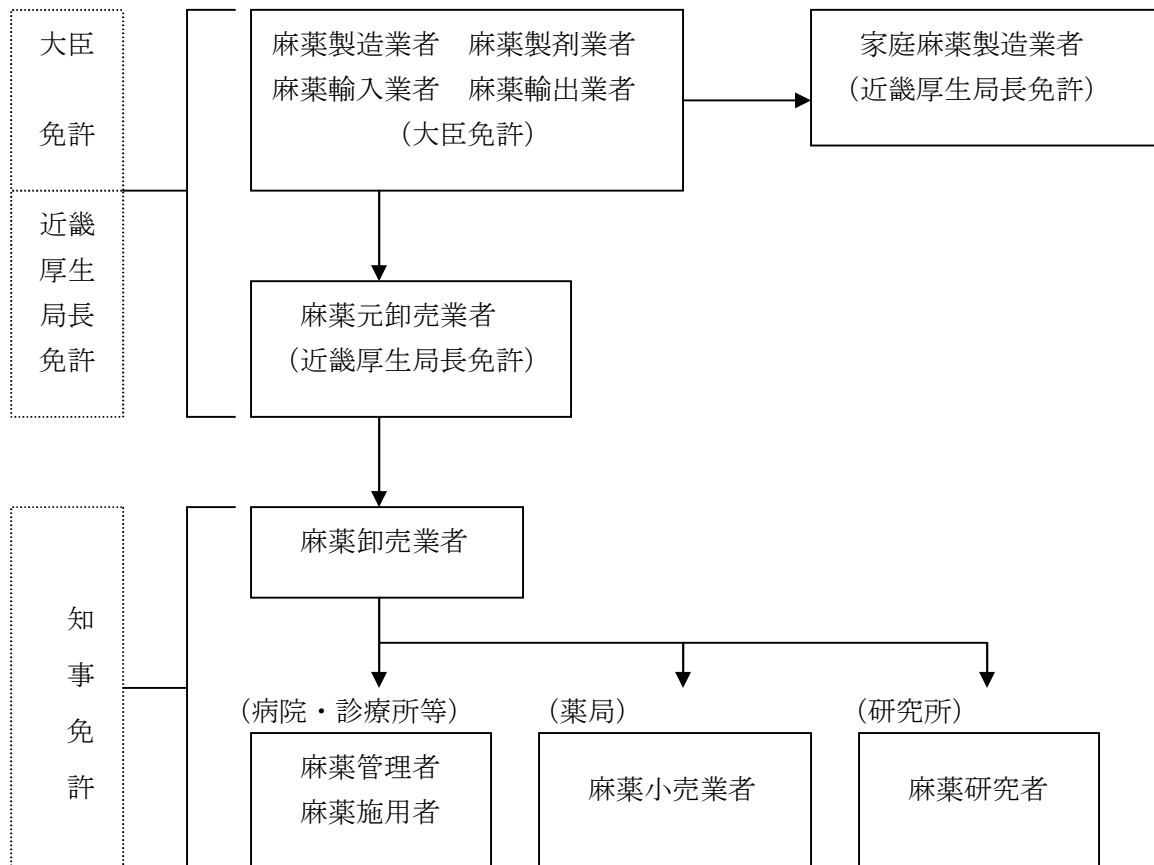 大臣
免許
近畿
厚生
局長
免許
麻薬製造業者　麻薬製剤業者
麻薬輸入業者　麻薬輸出業者
（大臣免許）
家庭麻薬製造業者
（近畿厚生局長免許）
麻薬元卸売業者
（近畿厚生局長免許）
知
事
免
許
麻薬卸売業者
（病院・診療所等）
麻薬管理者
麻薬施用者
（薬局）
麻薬小売業者
（研究所）
麻薬研究者